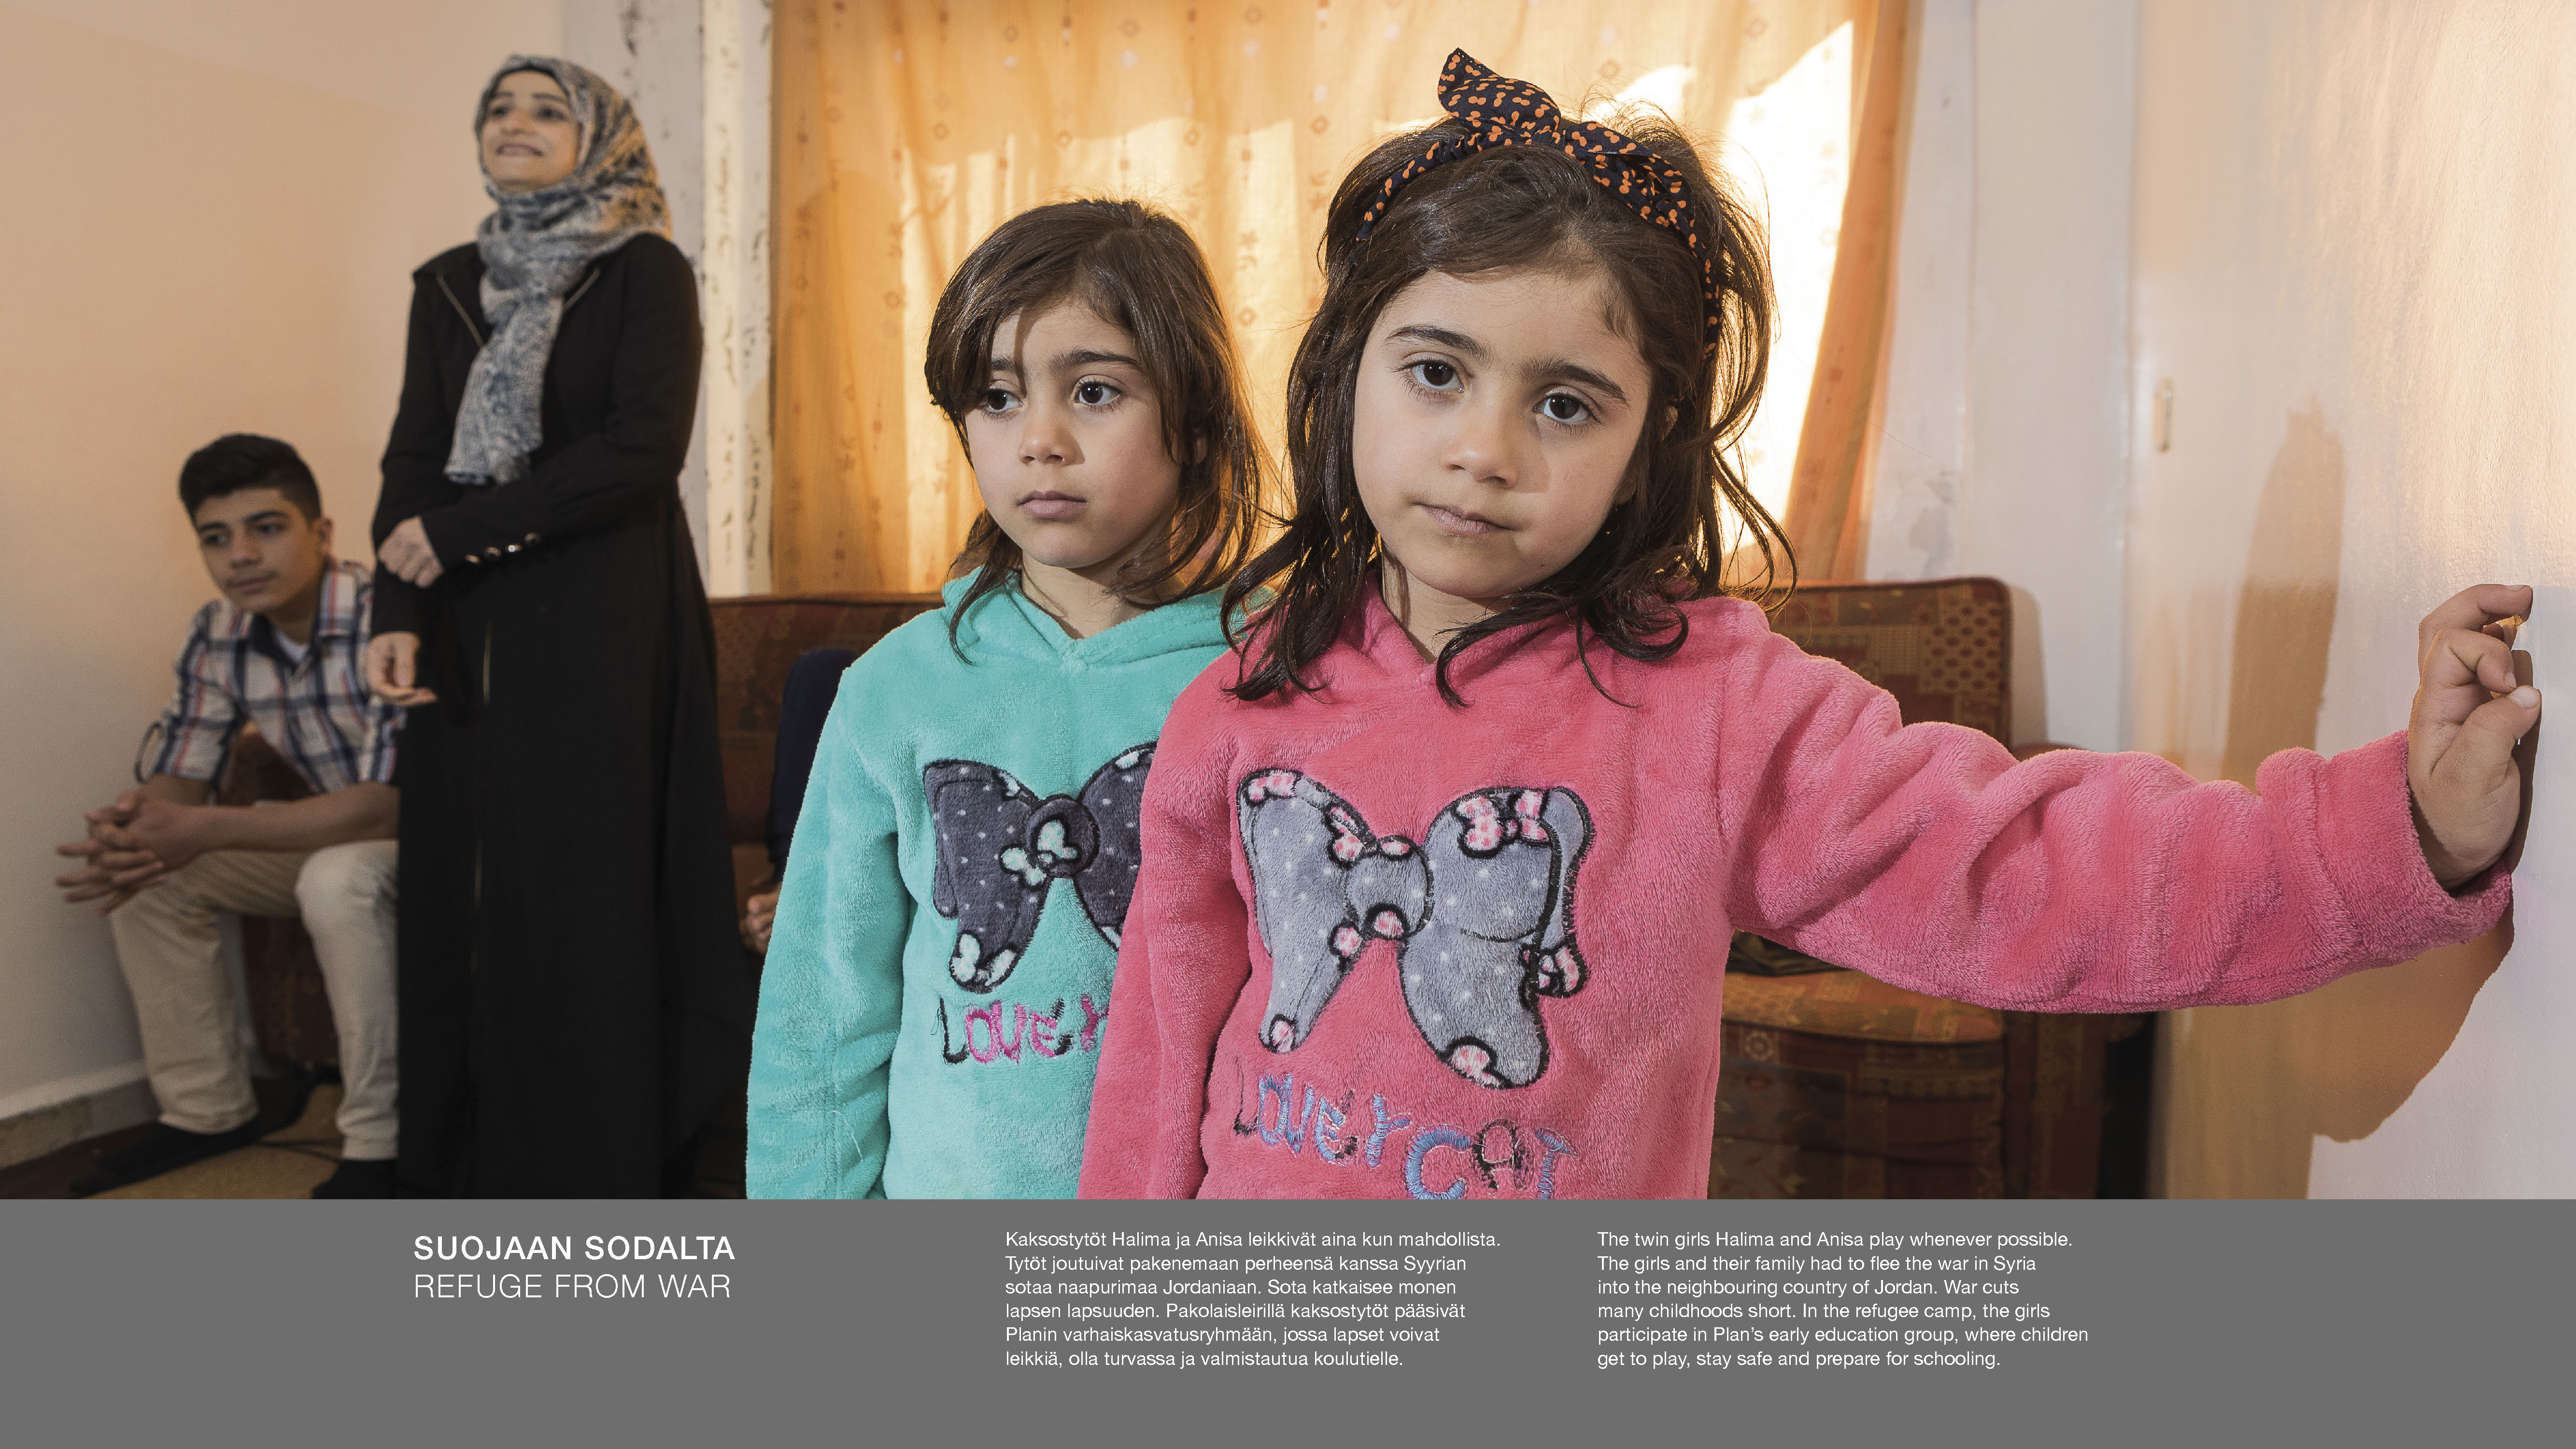 LOVEY
LOVEY CAT
SUOJAAN SODALTA
REFUGE FROM WAR
Kaksostytöt Halima ja Anisa leikkivät aina kun mahdollista.
Tytöt joutuivat pakenemaan perheensä kanssa Syyrian
sotaa naapurimaa Jordaniaan. Sota katkaisee monen
lapsen lapsuuden. Pakolaisleirillä kaksostytöt pääsivät
Planin varhaiskasvatusryhmään, jossa lapset voivat
leikkiä, olla turvassa ja valmistautua koulutielle.
The twin girls Halima and Anisa play whenever possible.
The girls and their family had to flee the war in Syria
into the neighbouring country of Jordan. War cuts
many childhoods short. In the refugee camp, the girls
participate in Plan’s early education group, where children
get to play, stay safe and prepare for schooling.